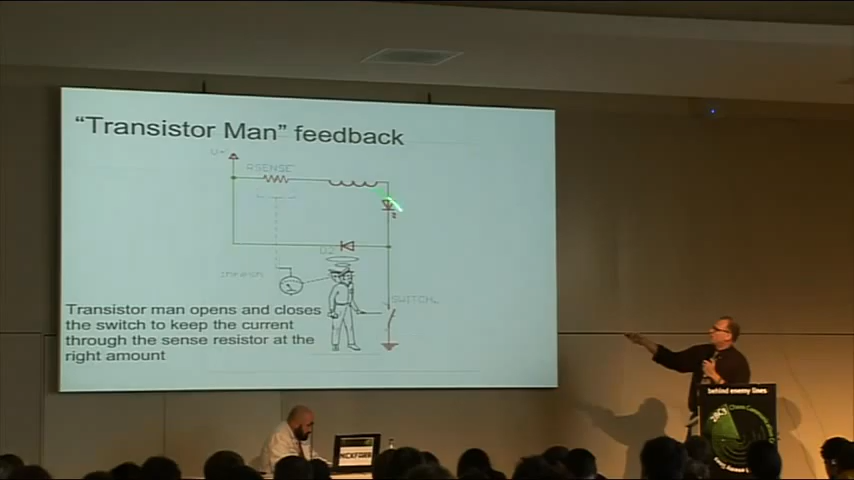 "Transistor Man" feedback
RSENSE
D2
SWITCH
Transistor man opens and closes
the switch to keep the current
through the sense resistor at the
right amount
behind enemy lines